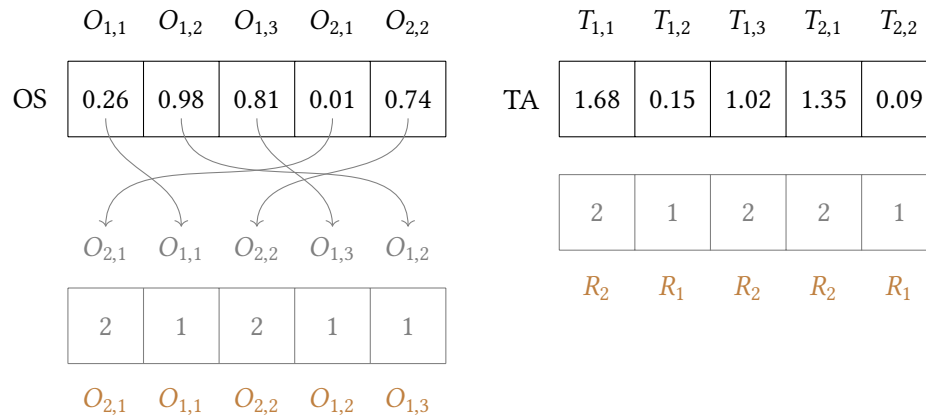 O1,1 O1,2 O1,3 O2,1 O2,2 T1,1 T1,2 T1,3 T2,1 T2,2
OS 0.26 0.98 0.81 0.01 0.74 TA 1.68 0.15 1.02 1.35 0.09
2 1 2 2 1
O2,1 O1,1 O2,2 O1,3 O1,2
R2 R1 R2 R2 R1
2 1 2 1 1
O2,1 O1,1 O2,2 O1,2 O1,3